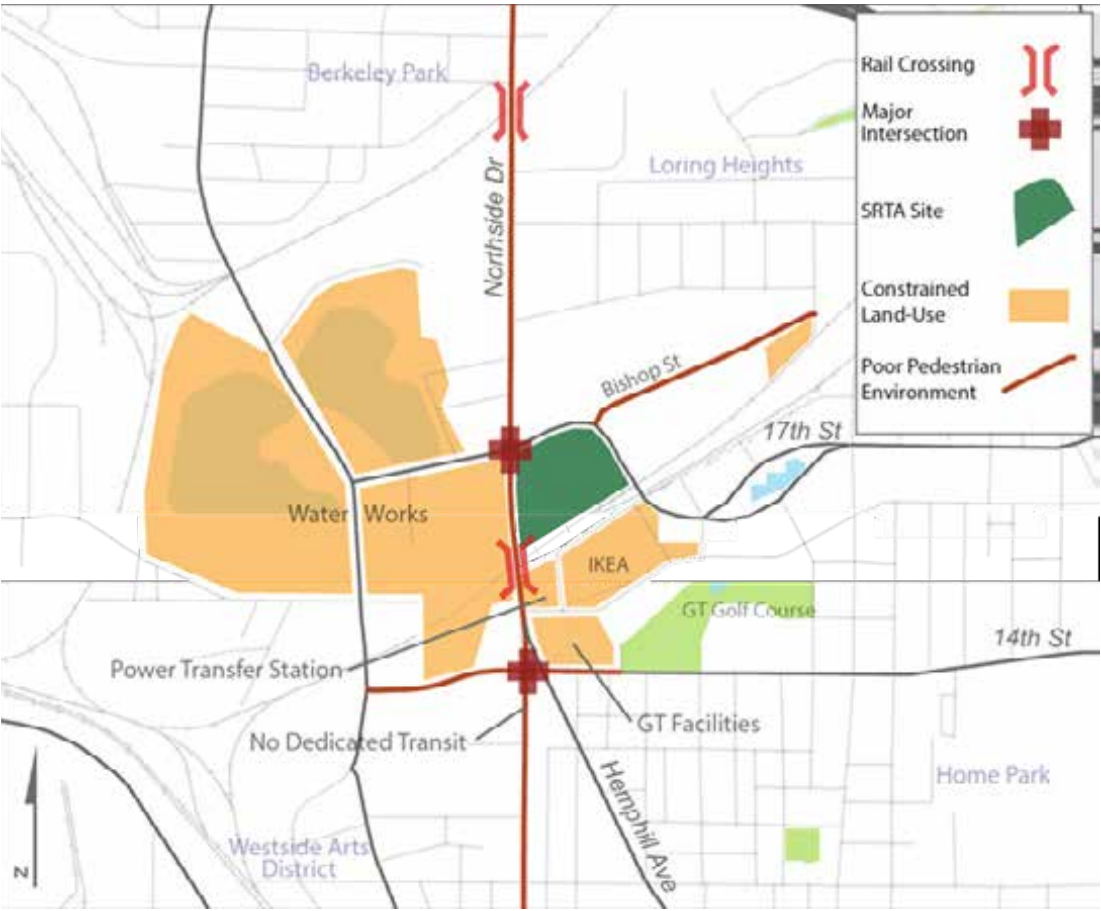 Berkeley Park
Northside Dr
Loring Heights
Rail Crossing
Major
Intersection
SRTA Site
Constrained
Land-Use
Poor Pedestrian
Environment
Bishop St
17th St
Water Works
IKEA
GT Golf Course
14th St
Power Transfer Station
GT Facilities
No Dedicated Transit
Hemphill Ave
Home Park
Westside Arts
District
N